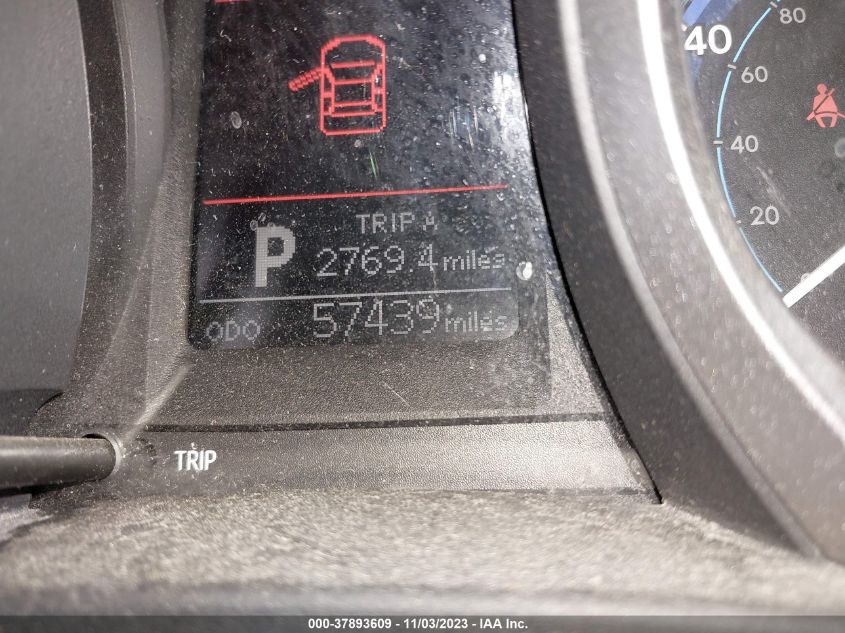 40
80
60
40
20
TRIP A
P
2769.4 miles
ODO 57439 miles
TRIP
000-37893609 - 11/03/2023 - IAA Inc.